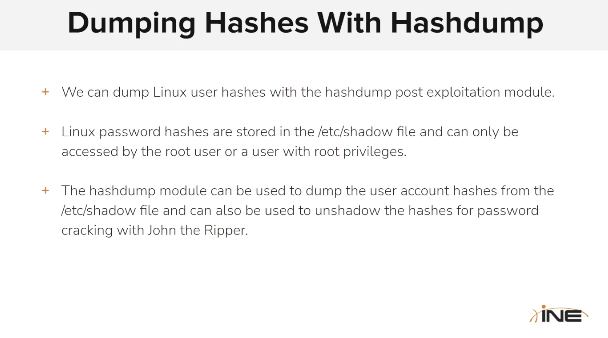 Dumping Hashes With Hashdump
+ We can dump Linux user hashes with the hashdump post exploitation module.
+ Linux password hashes are stored in the /etc/shadow file and can only be
accessed by the root user or a user with root privileges.
+ The hashdump module can be used to dump the user account hashes from the
/etc/shadow file and can also be used to unshadow the hashes for password
cracking with John the Ripper.
INE